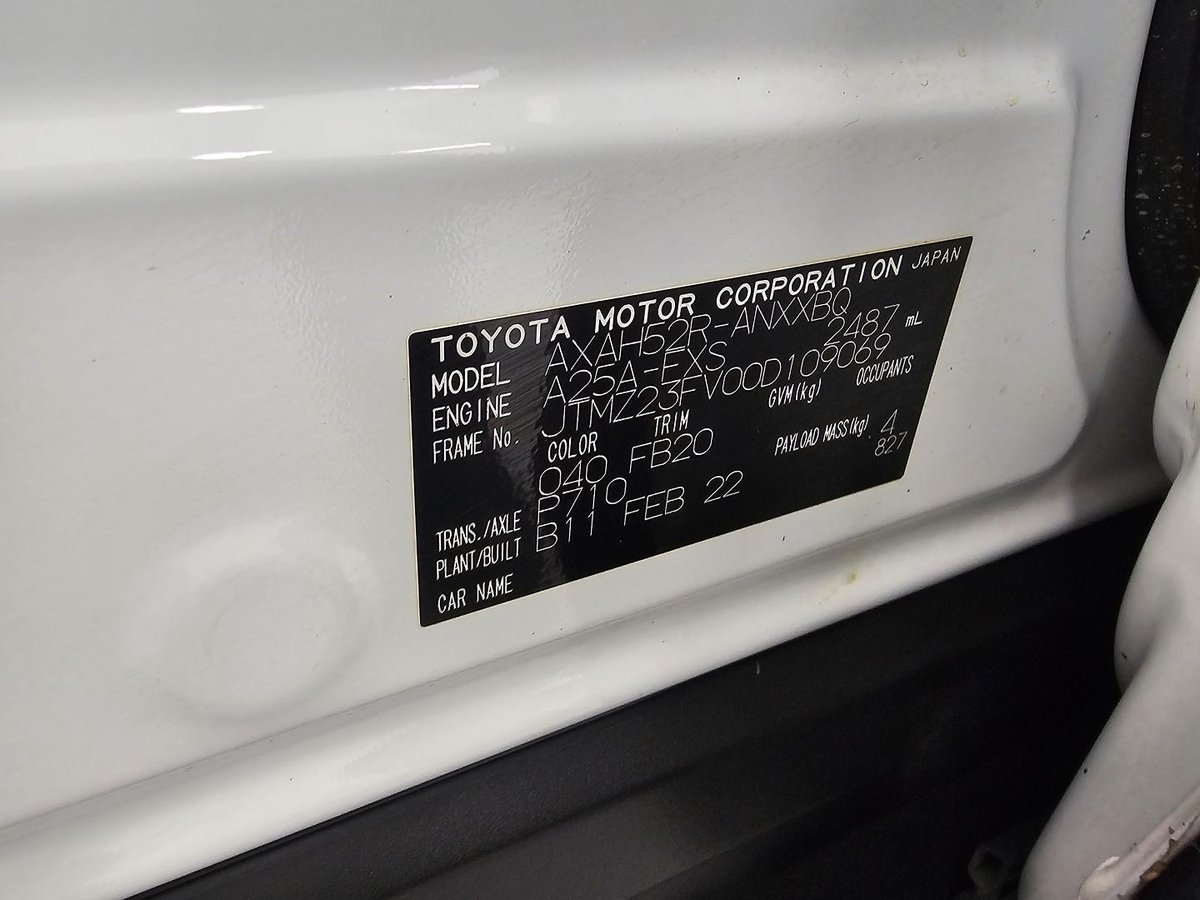 TOYOTA MOTOR CORPORATION JAPAN
MODEL AXAH52R-ANXXBQ
ENGINE A25A-EXS 2487 mL
FRAME No. JTMZ23FV00D109069
COLOR TRIM GVM(kg) OCCUPANTS
040 FB20 4
PAYLOAD MASS(kg) 827
TRANS./AXLE P710
PLANT/BUILT B11 FEB 22
CAR NAME